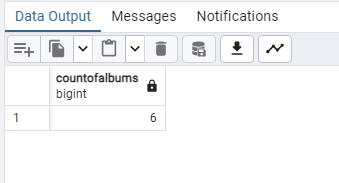 Data Output Messages Notifications
countofalbums
bigint
1 6